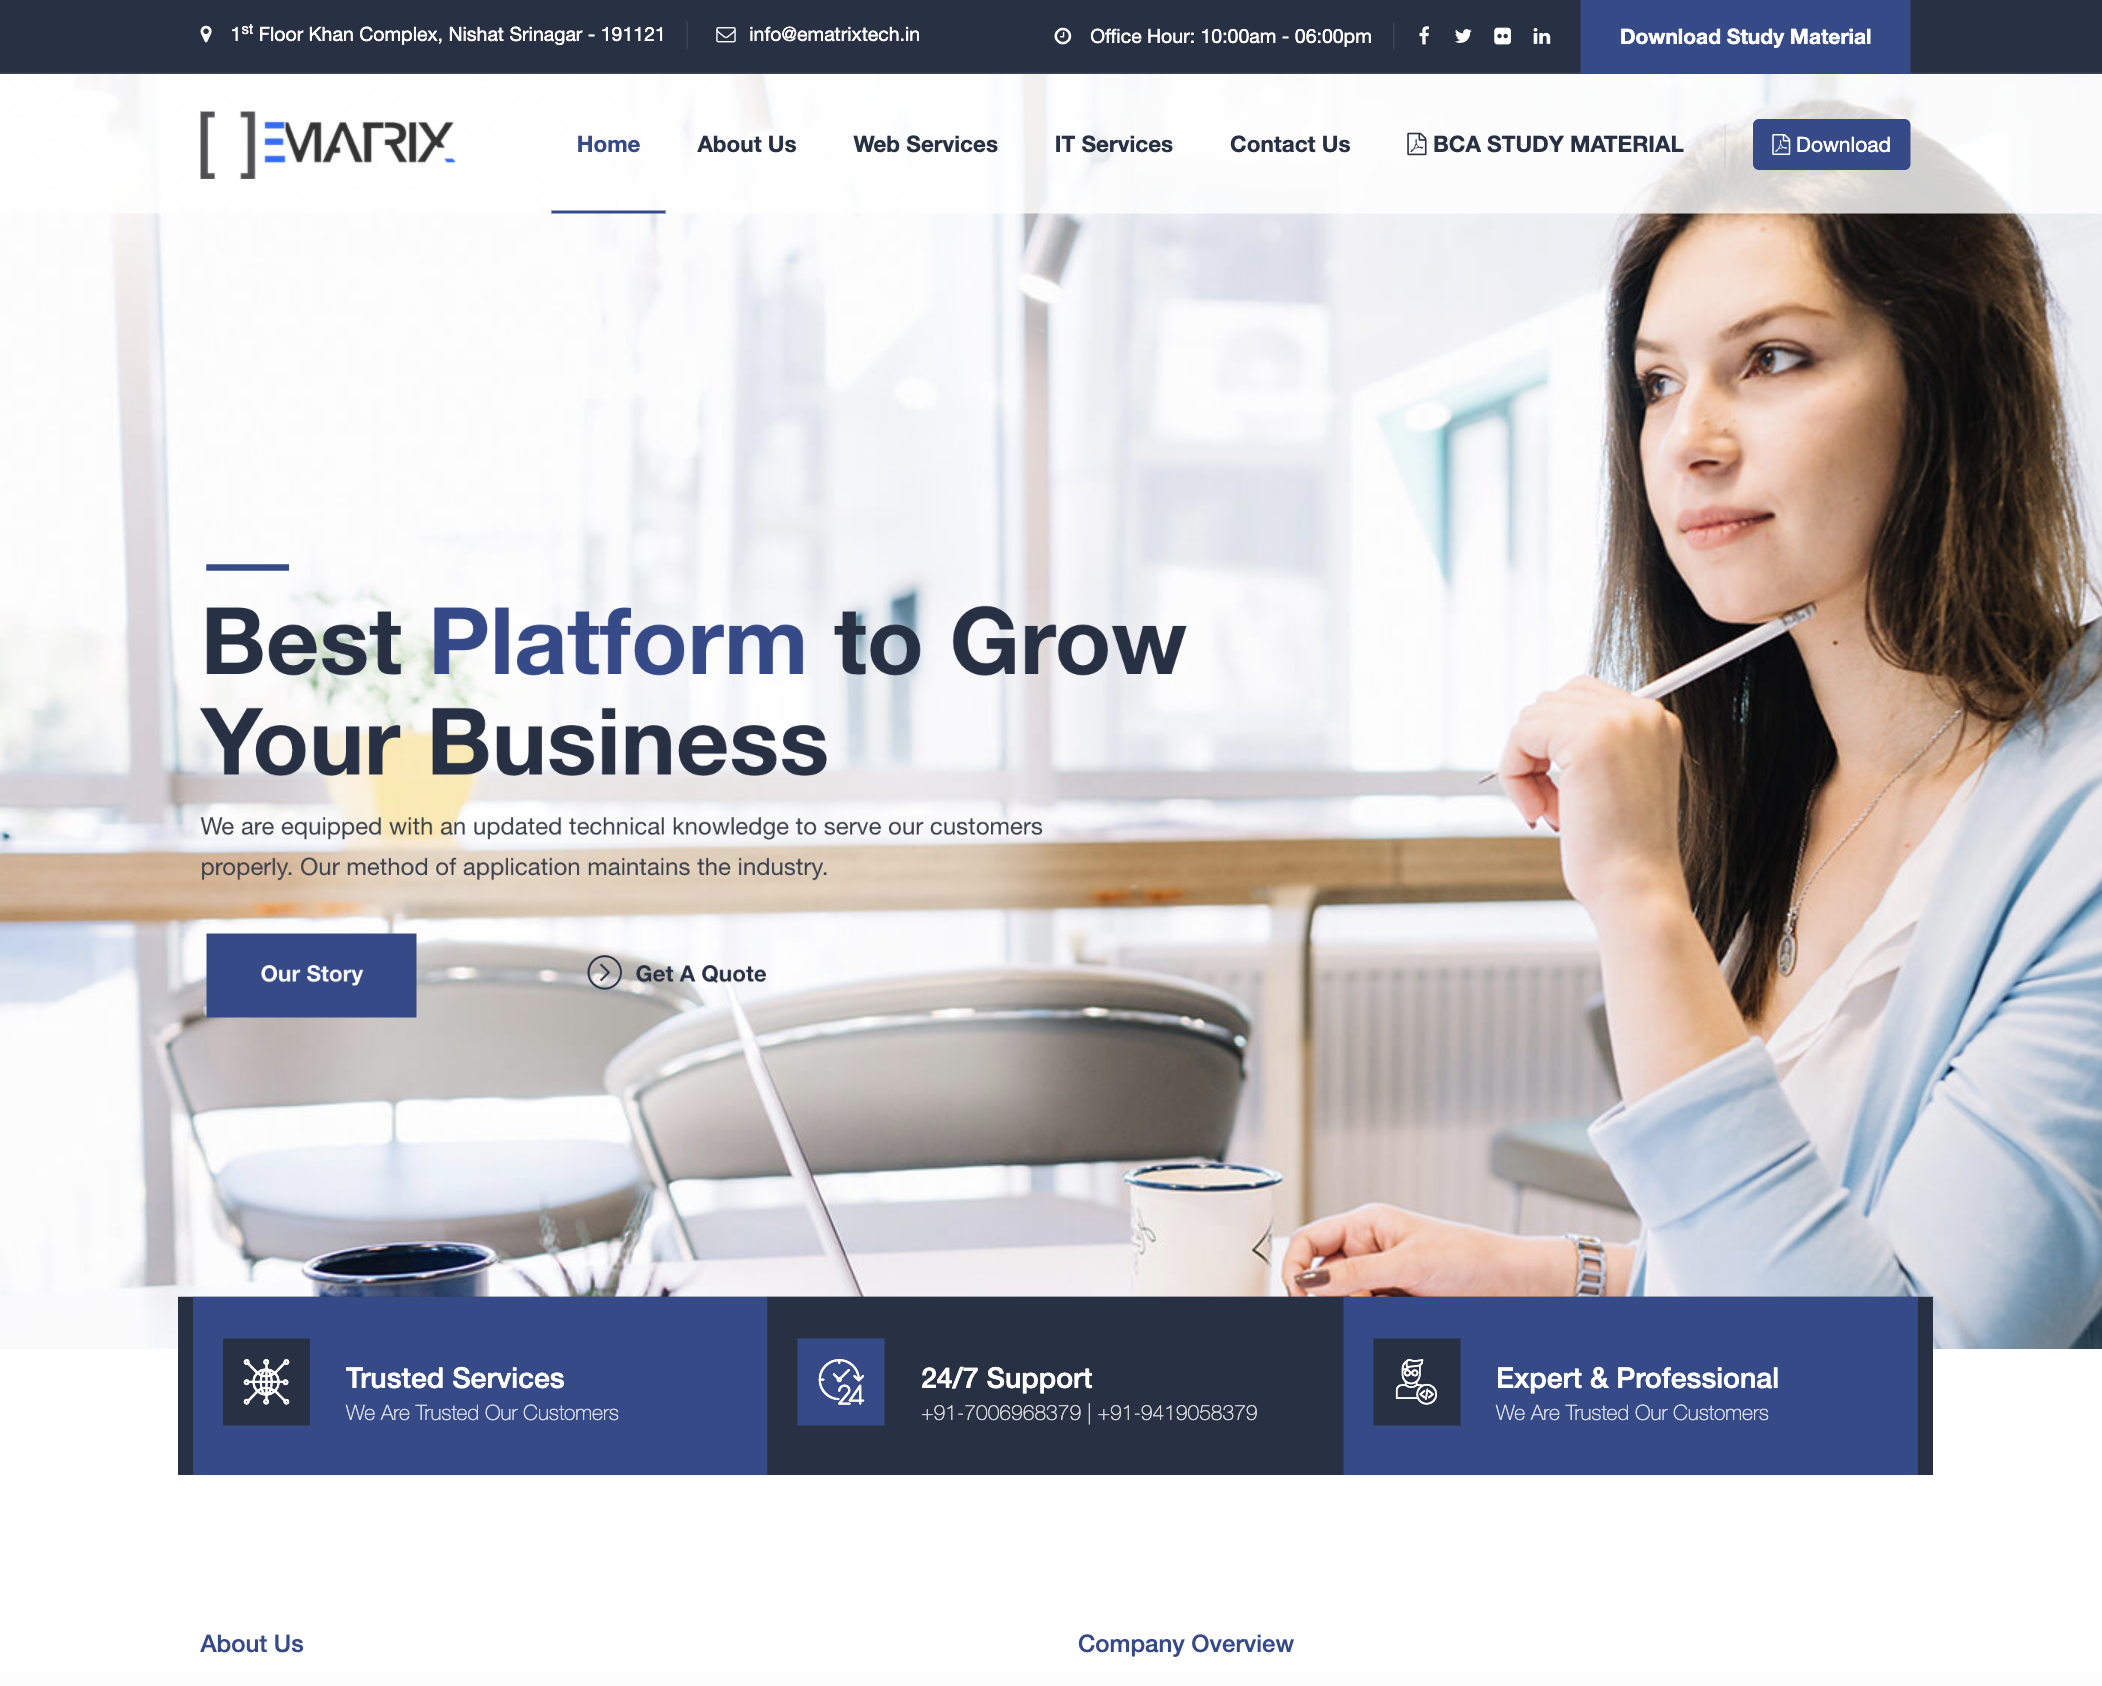 1st Floor Khan Complex, Nishat Srinagar - 191121
info@ematrixtech.in
Office Hour: 10:00am - 06:00pm
Download Study Material
[ ]EMATRIX
Home
About Us
Web Services
IT Services
Contact Us
BCA STUDY MATERIAL
Download
Best Platform to Grow
Your Business
We are equipped with an updated technical knowledge to serve our customers
properly. Our method of application maintains the industry.
Our Story
Get A Quote
Trusted Services
We Are Trusted Our Customers
24
24/7 Support
+91-7006968379 | +91-9419058379
Expert & Professional
We Are Trusted Our Customers
About Us
Company Overview